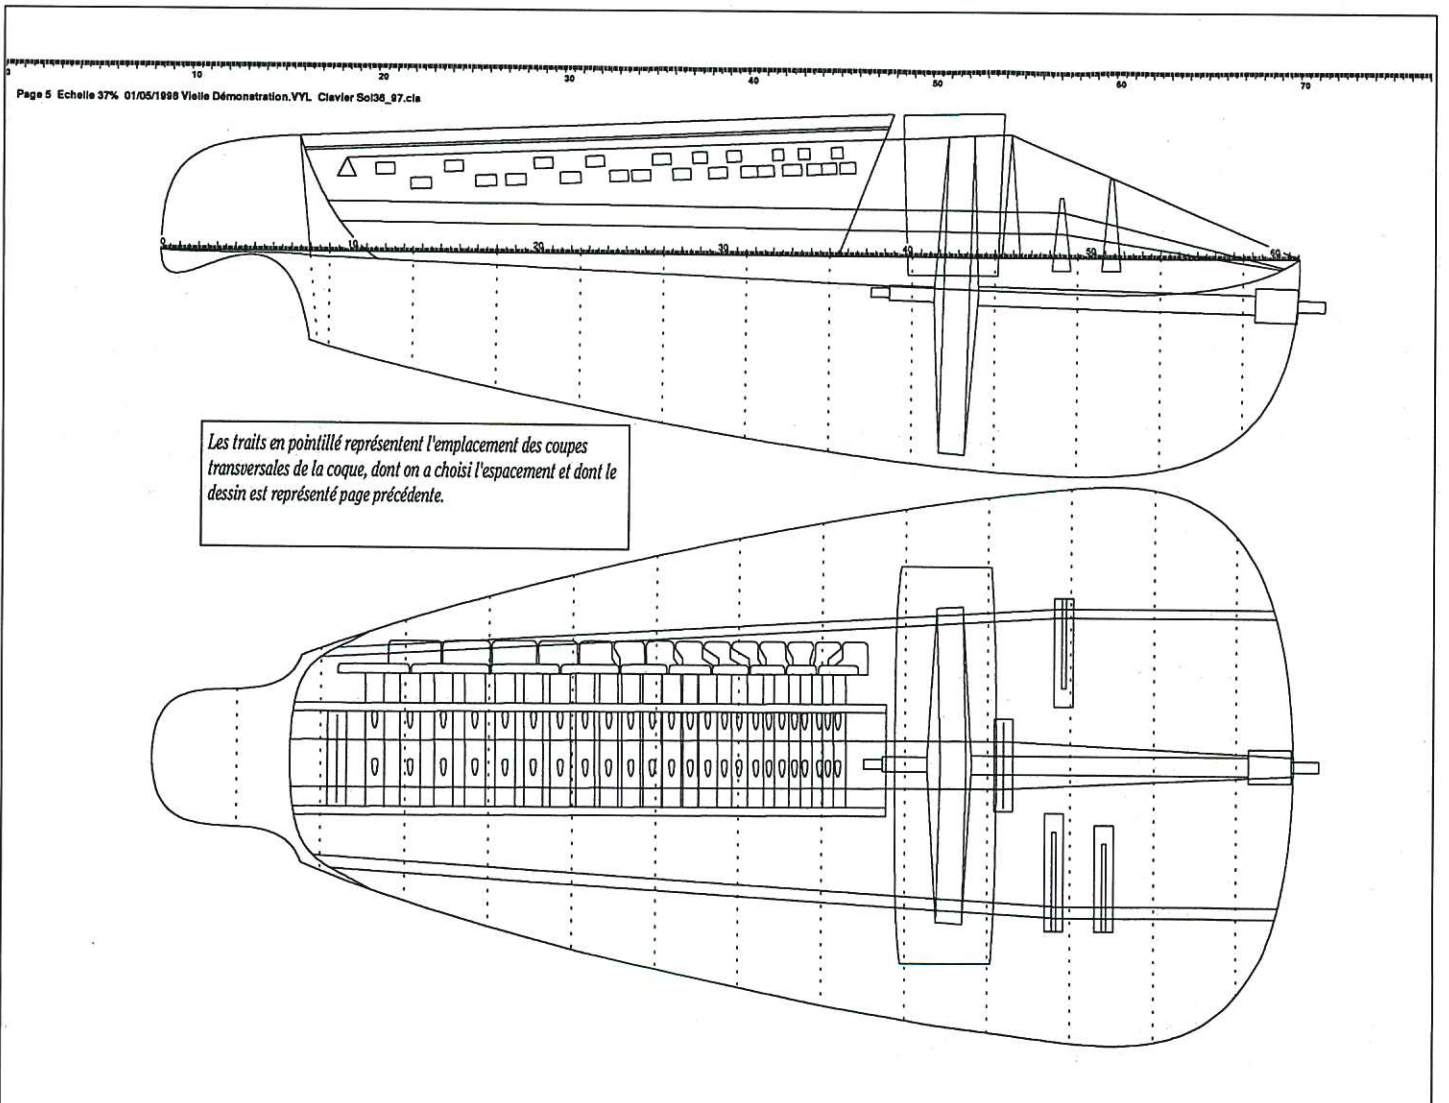 0 10 20 30 40 50 60 70
Page 5 Echelle 37% 01/05/1998 Vielle Démonstration.VYL Clavier Sol36_97.cla
0 10 20 30 40 50 60
Les traits en pointillé représentent l'emplacement des coupes
transversales de la coque, dont on a choisi l'espacement et dont le
dessin est représenté page précédente.